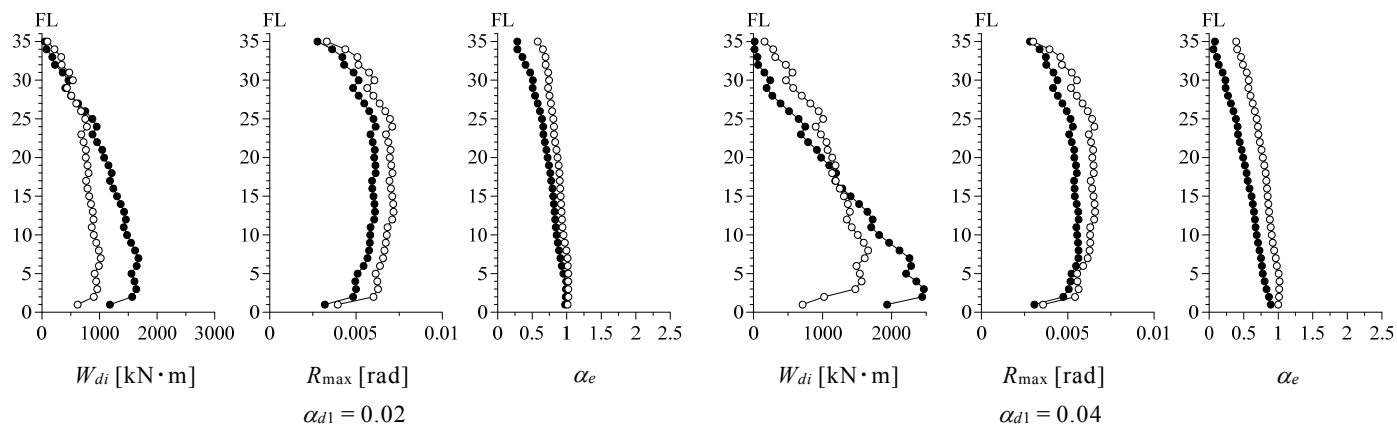 FL FL FL FL FL FL
35 35 35 35 35 35
30 30 30 30 30 30
25 25 25 25 25 25
20 20 20 20 20 20
15 15 15 15 15 15
10 10 10 10 10 10
5 5 5 5 5 5
0 0 0 0 0 0
0 1000 2000 3000 0 0.005 0.01 0 0.5 1 1.5 2 2.5 0 1000 2000 0 0.005 0.01 0 0.5 1 1.5 2 2.5
W_di [kN・m] R_max [rad] α_e W_di [kN・m] R_max [rad] α_e
α_d1 = 0.02 α_d1 = 0.04